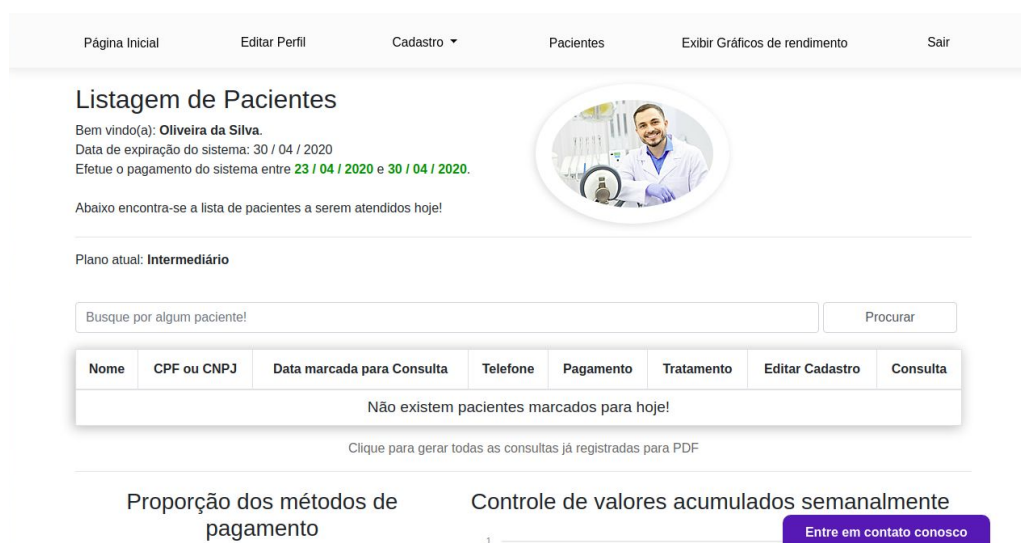 Página Inicial Editar Perfil Cadastro Pacientes Exibir Gráficos de rendimento Sair
Listagem de Pacientes
Bem vindo(a): Oliveira da Silva.
Data de expiração do sistema: 30 / 04 / 2020
Efetue o pagamento do sistema entre 23 / 04 / 2020 e 30 / 04 / 2020.
Abaixo encontra-se a lista de pacientes a serem atendidos hoje!
Plano atual: Intermediário
Busque por algum paciente! Procurar
Nome CPF ou CNPJ Data marcada para Consulta Telefone Pagamento Tratamento Editar Cadastro Consulta
Não existem pacientes marcados para hoje!
Clique para gerar todas as consultas já registradas para PDF
Proporção dos métodos de
pagamento
Controle de valores acumulados semanalmente
1
Entre em contato conosco